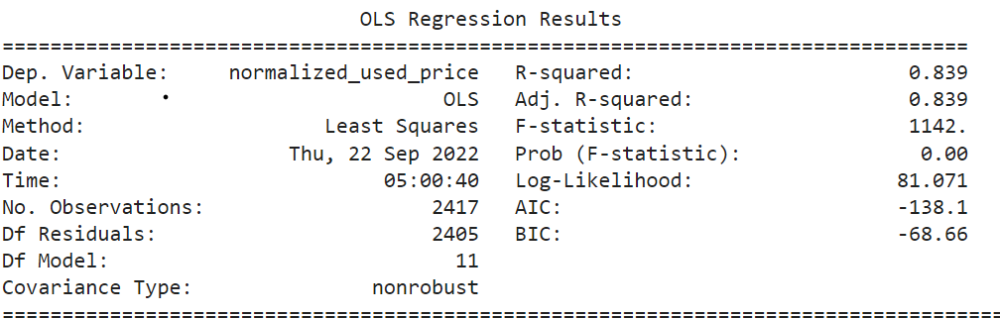 OLS Regression Results
==============================================================================
Dep. Variable: normalized_used_price R-squared: 0.839
Model: OLS Adj. R-squared: 0.839
Method: Least Squares F-statistic: 1142.
Date: Thu, 22 Sep 2022 Prob (F-statistic): 0.00
Time: 05:00:40 Log-Likelihood: 81.071
No. Observations: 2417 AIC: -138.1
Df Residuals: 2405 BIC: -68.66
Df Model: 11
Covariance Type: nonrobust
==============================================================================